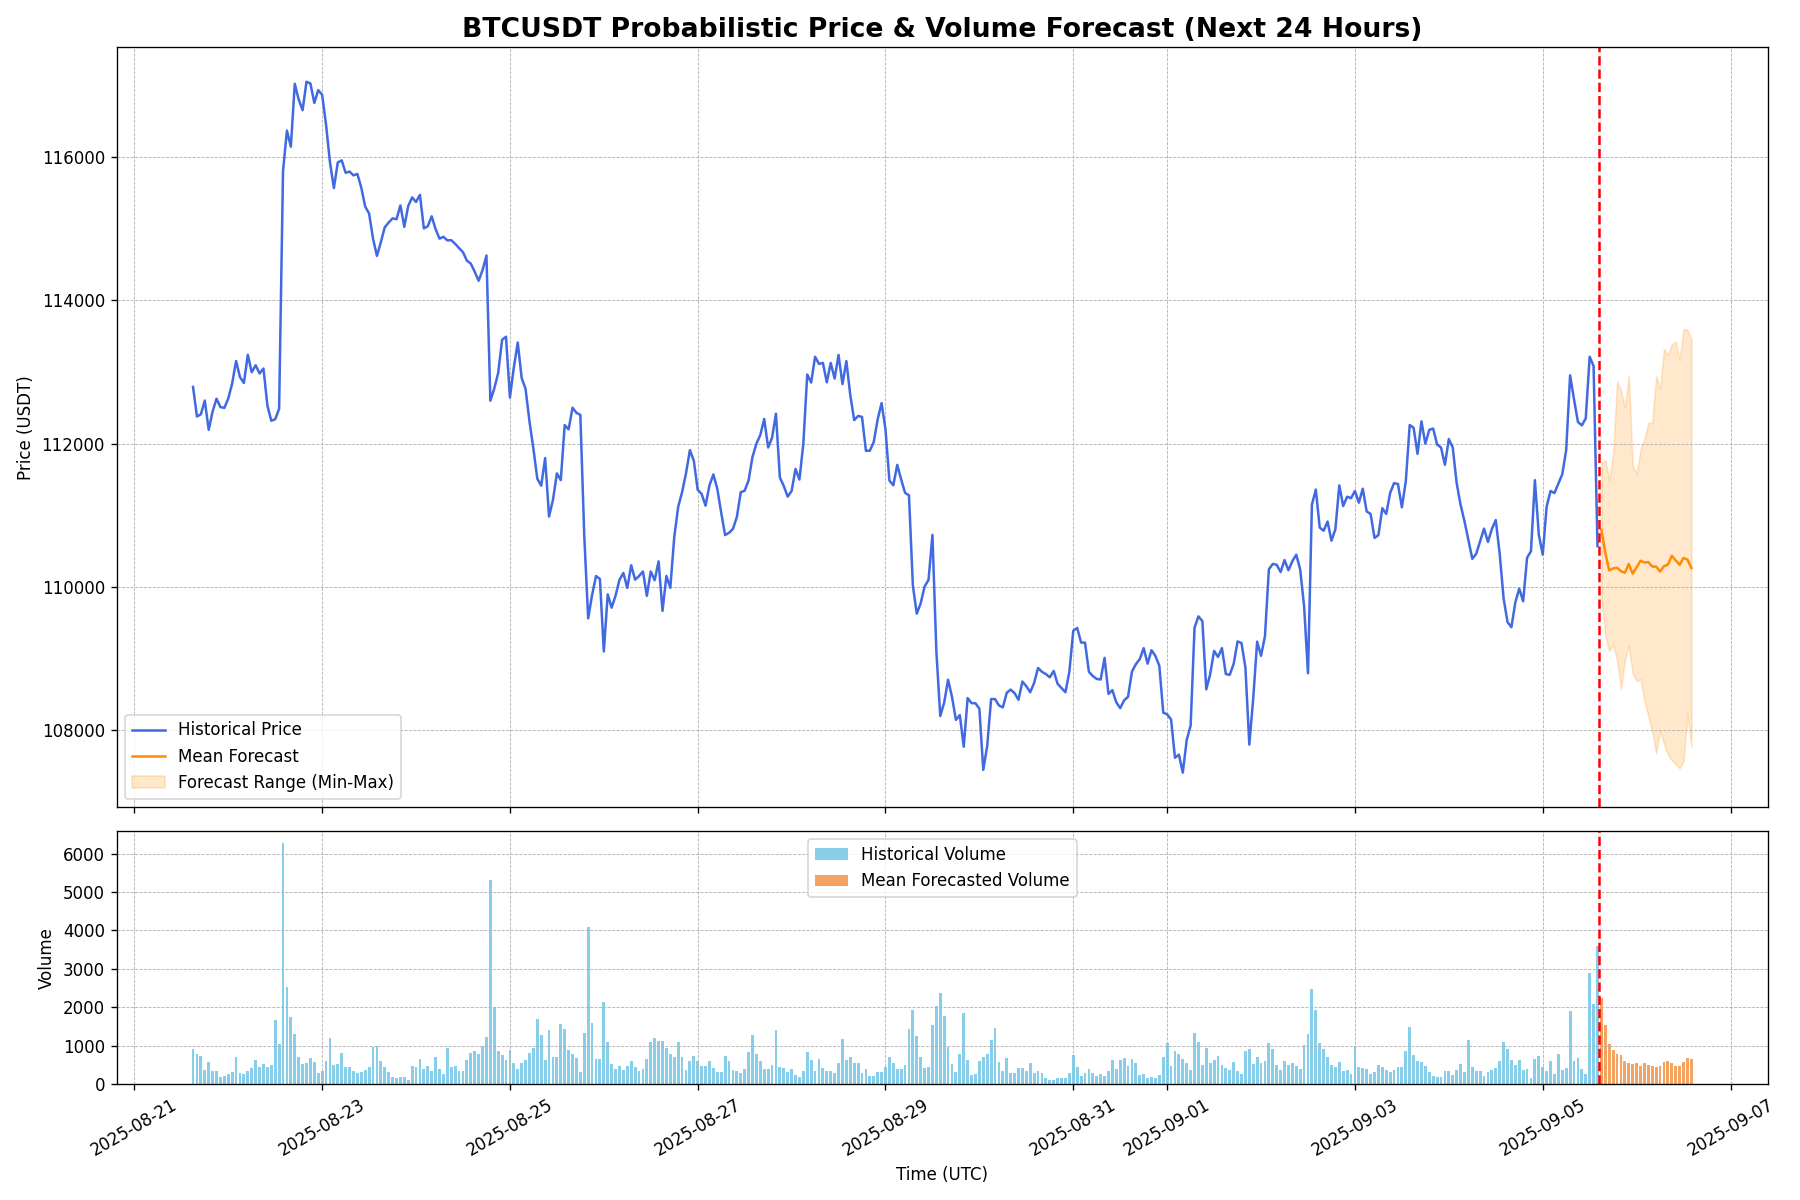 BTCUSDT Probabilistic Price & Volume Forecast (Next 24 Hours)
Price (USDT)
116000
114000
112000
110000
108000
Historical Price
Mean Forecast
Forecast Range (Min-Max)
Volume
6000
5000
4000
3000
2000
1000
0
Historical Volume
Mean Forecasted Volume
2025-08-21
2025-08-23
2025-08-25
2025-08-27
2025-08-29
2025-08-31
2025-09-01
2025-09-03
2025-09-05
2025-09-07
Time (UTC)